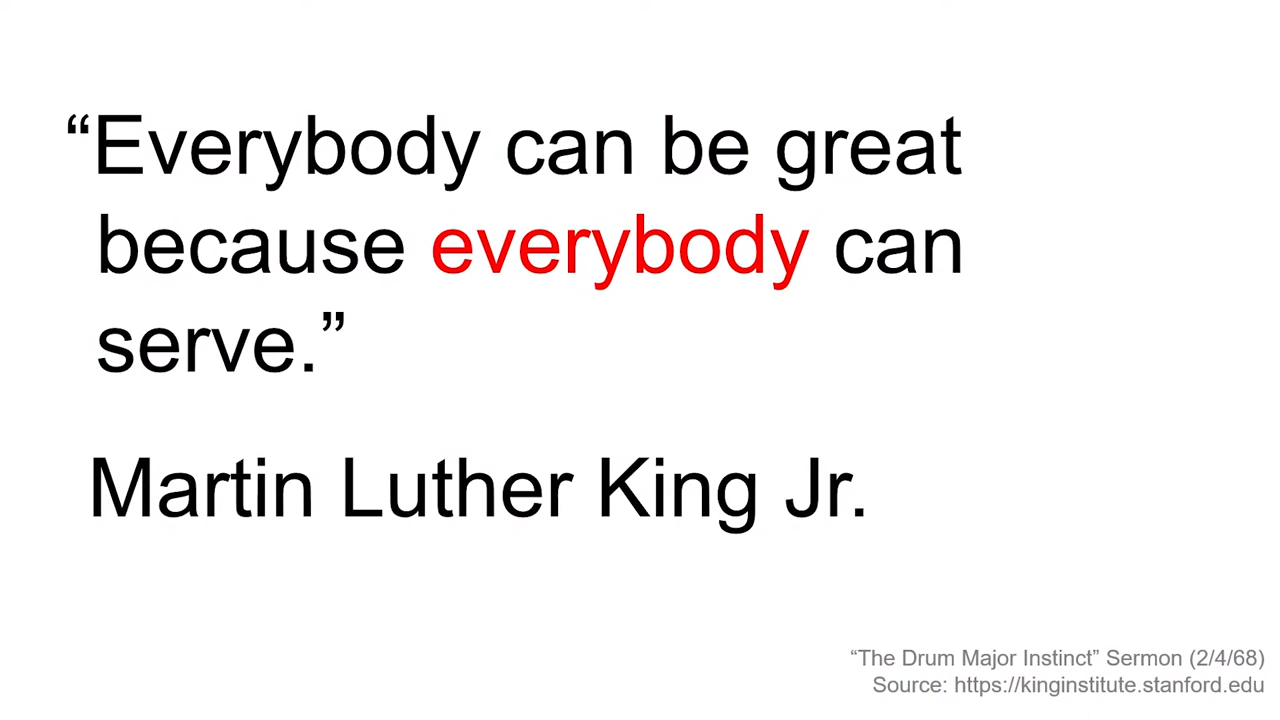 “Everybody can be great
because everybody can
serve.”
Martin Luther King Jr.
“The Drum Major Instinct” Sermon (2/4/68)
Source: https://kinginstitute.stanford.edu